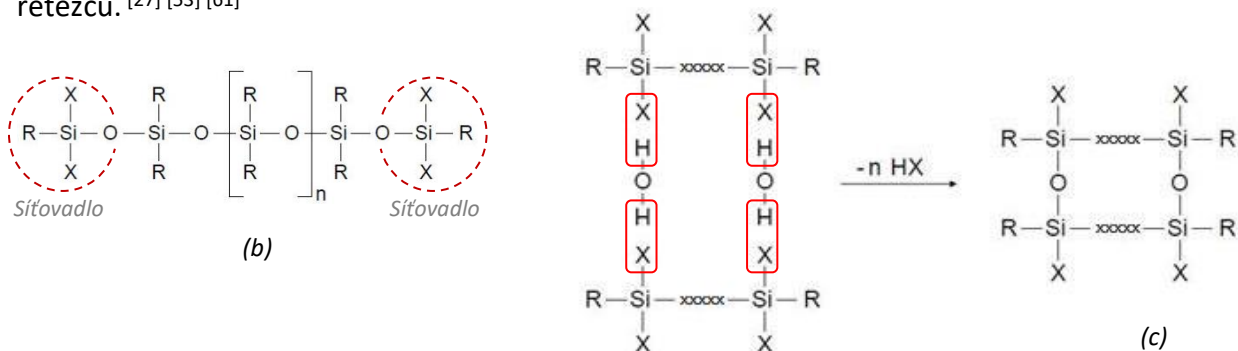 řetězců. [27] [53] [61]
X R R R X
R—Si—O—Si—O—[Si—O]n—Si—O—Si—R
X R R R X
Síťovadlo Síťovadlo
(b)
X X
R—Si—xxxxx—Si—R
X X
H H
O O
H H
X X
R—Si—xxxxx—Si—R
X X
-n HX
X X
R—Si—xxxxx—Si—R
O O
R—Si—xxxxx—Si—R
X X
(c)